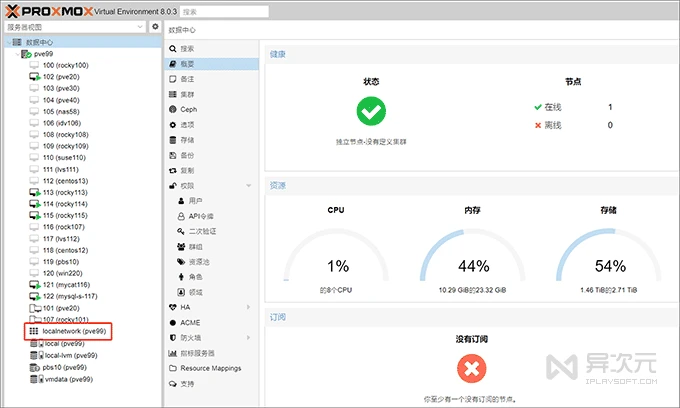 PROXMOX Virtual Environment 8.0.3 搜索
服务器视图
数据中心
pve99
100 (rocky100)
102 (pve20)
103 (pve30)
104 (pve40)
105 (nas58)
106 (idv106)
108 (rocky108)
109 (rocky109)
110 (suse110)
111 (lvs111)
112 (centos13)
113 (rocky113)
114 (rocky114)
115 (rocky115)
116 (rock107)
117 (lvs112)
118 (centos12)
119 (pbs10)
120 (win220)
121 (mycat116)
122 (mysql-s-117)
101 (pve20)
107 (rocky101)
localnetwork (pve99)
local (pve99)
local-lvm (pve99)
pbs10 (pve99)
vmdata (pve99)
数据中心
搜索
概要
备注
集群
Ceph
选项
存储
备份
复制
权限
用户
API令牌
二次验证
群组
资源池
角色
领域
HA
ACME
防火墙
指标服务器
Resource Mappings
支持
健康
状态
独立节点-没有定义集群
节点
在线 1
离线 0
资源
CPU
1%
的8个CPU
内存
44%
10.29 GiB的23.32 GiB
存储
54%
1.46 TiB的2.71 TiB
订阅
没有订阅
你至少有一个没有订阅的节点。
异次元
IPLAYSOFT.COM